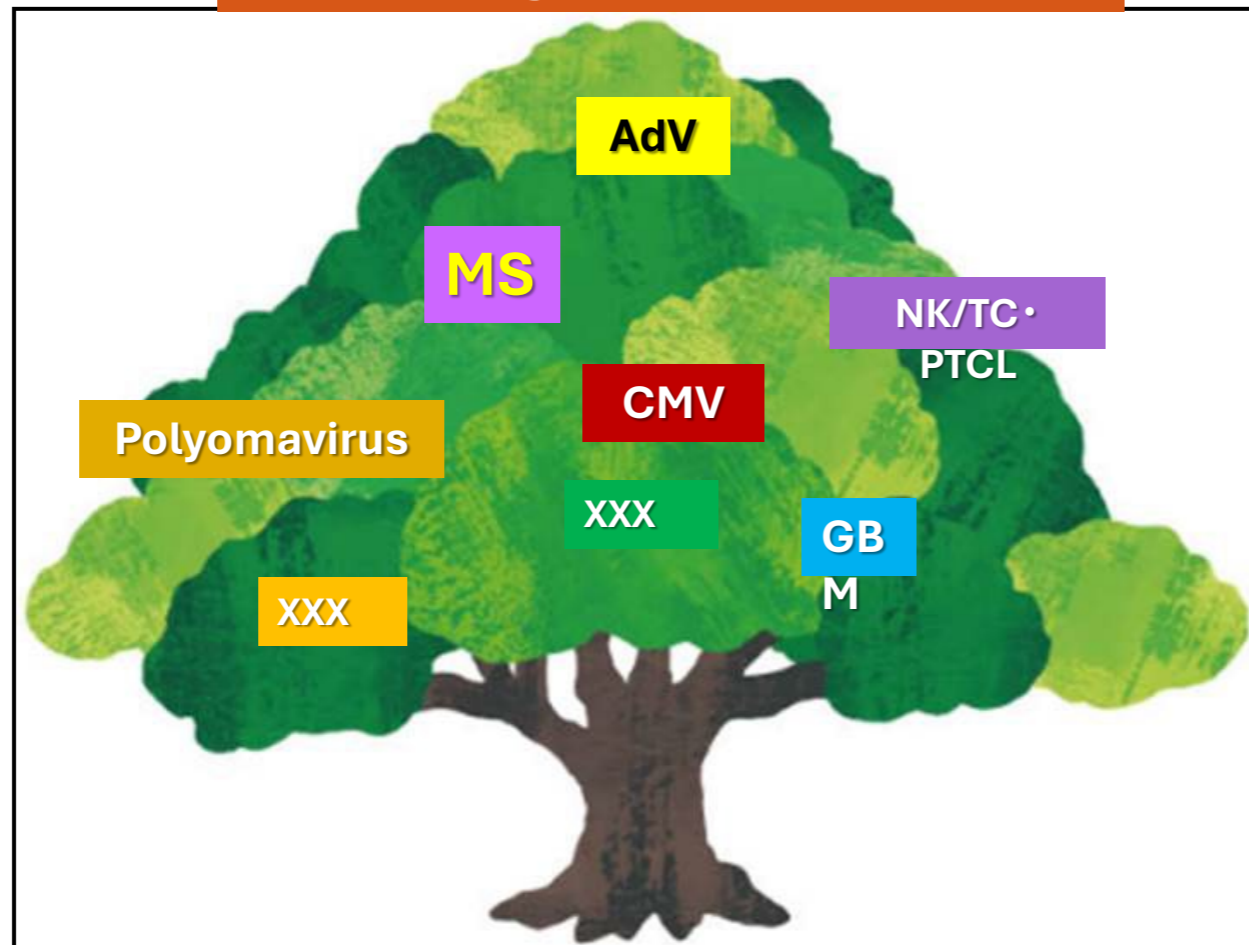 AdV
MS
NK/TC・
PTCL
CMV
Polyomavirus
XXX
GB
M
XXX